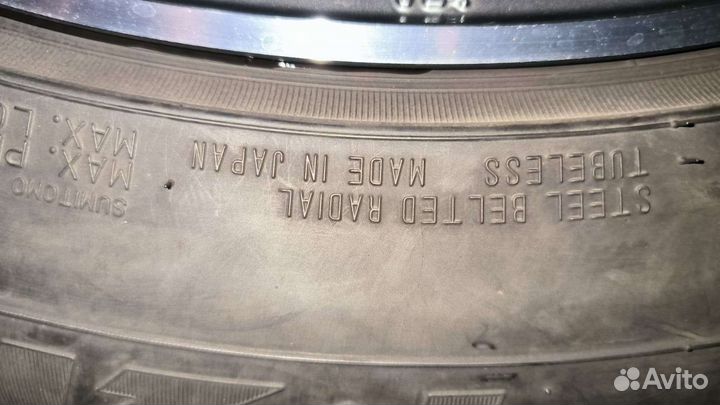 STEEL BELTED RADIAL
TUBELESS MADE IN JAPAN
SUMITOMO
MAX.
MAX.
Avito